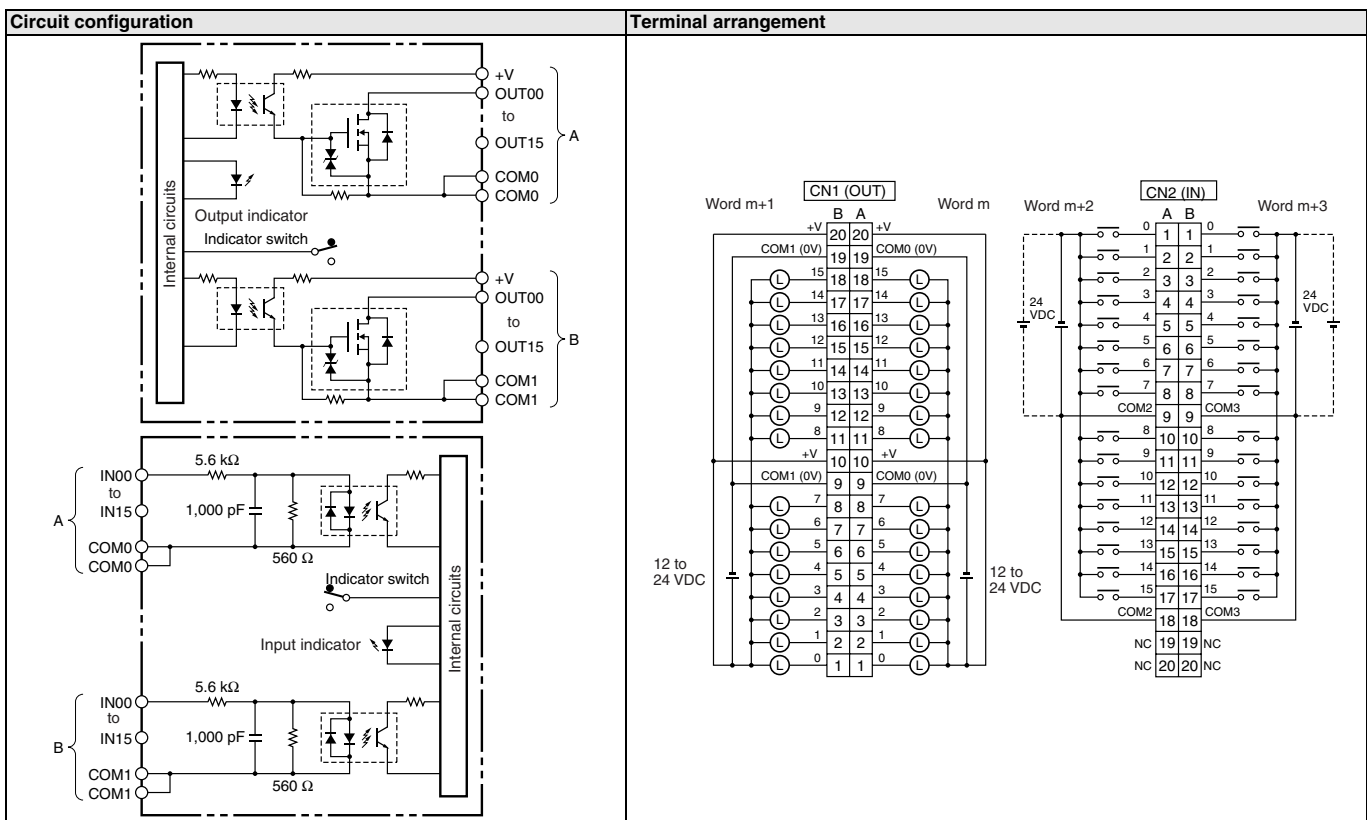 Circuit configuration
Terminal arrangement
Internal circuits
+V
OUT00
to
OUT15
COM0
COM0
A
Output indicator
Indicator switch
+V
OUT00
to
OUT15
COM1
COM1
B
A
IN00
to
IN15
COM0
COM0
5.6 kΩ
1,000 pF
560 Ω
Indicator switch
Input indicator
Internal circuits
B
IN00
to
IN15
COM1
COM1
5.6 kΩ
1,000 pF
560 Ω
CN1 (OUT)
Word m+1
Word m
B A
+V 20 20 +V
COM1 (0V) 19 19 COM0 (0V)
15 18 18 15
L L
14 17 17 14
L L
13 16 16 13
L L
12 15 15 12
L L
11 14 14 11
L L
10 13 13 10
L L
9 12 12 9
L L
8 11 11 8
L L
+V 10 10 +V
COM1 (0V) 9 9 COM0 (0V)
7 8 8 7
L L
6 7 7 6
L L
5 6 6 5
L L
4 5 5 4
L L
3 4 4 3
L L
2 3 3 2
L L
1 2 2 1
L L
0 1 1 0
L L
12 to
24 VDC
12 to
24 VDC
CN2 (IN)
Word m+2
Word m+3
A B
0 1 1 0
1 2 2 1
2 3 3 2
3 4 4 3
4 5 5 4
5 6 6 5
6 7 7 6
7 8 8 7
COM2 9 9 COM3
8 10 10 8
9 11 11 9
10 12 12 10
11 13 13 11
12 14 14 12
13 15 15 13
14 16 16 14
15 17 17 15
COM2 18 18 COM3
NC 19 19 NC
NC 20 20 NC
24
VDC
24
VDC